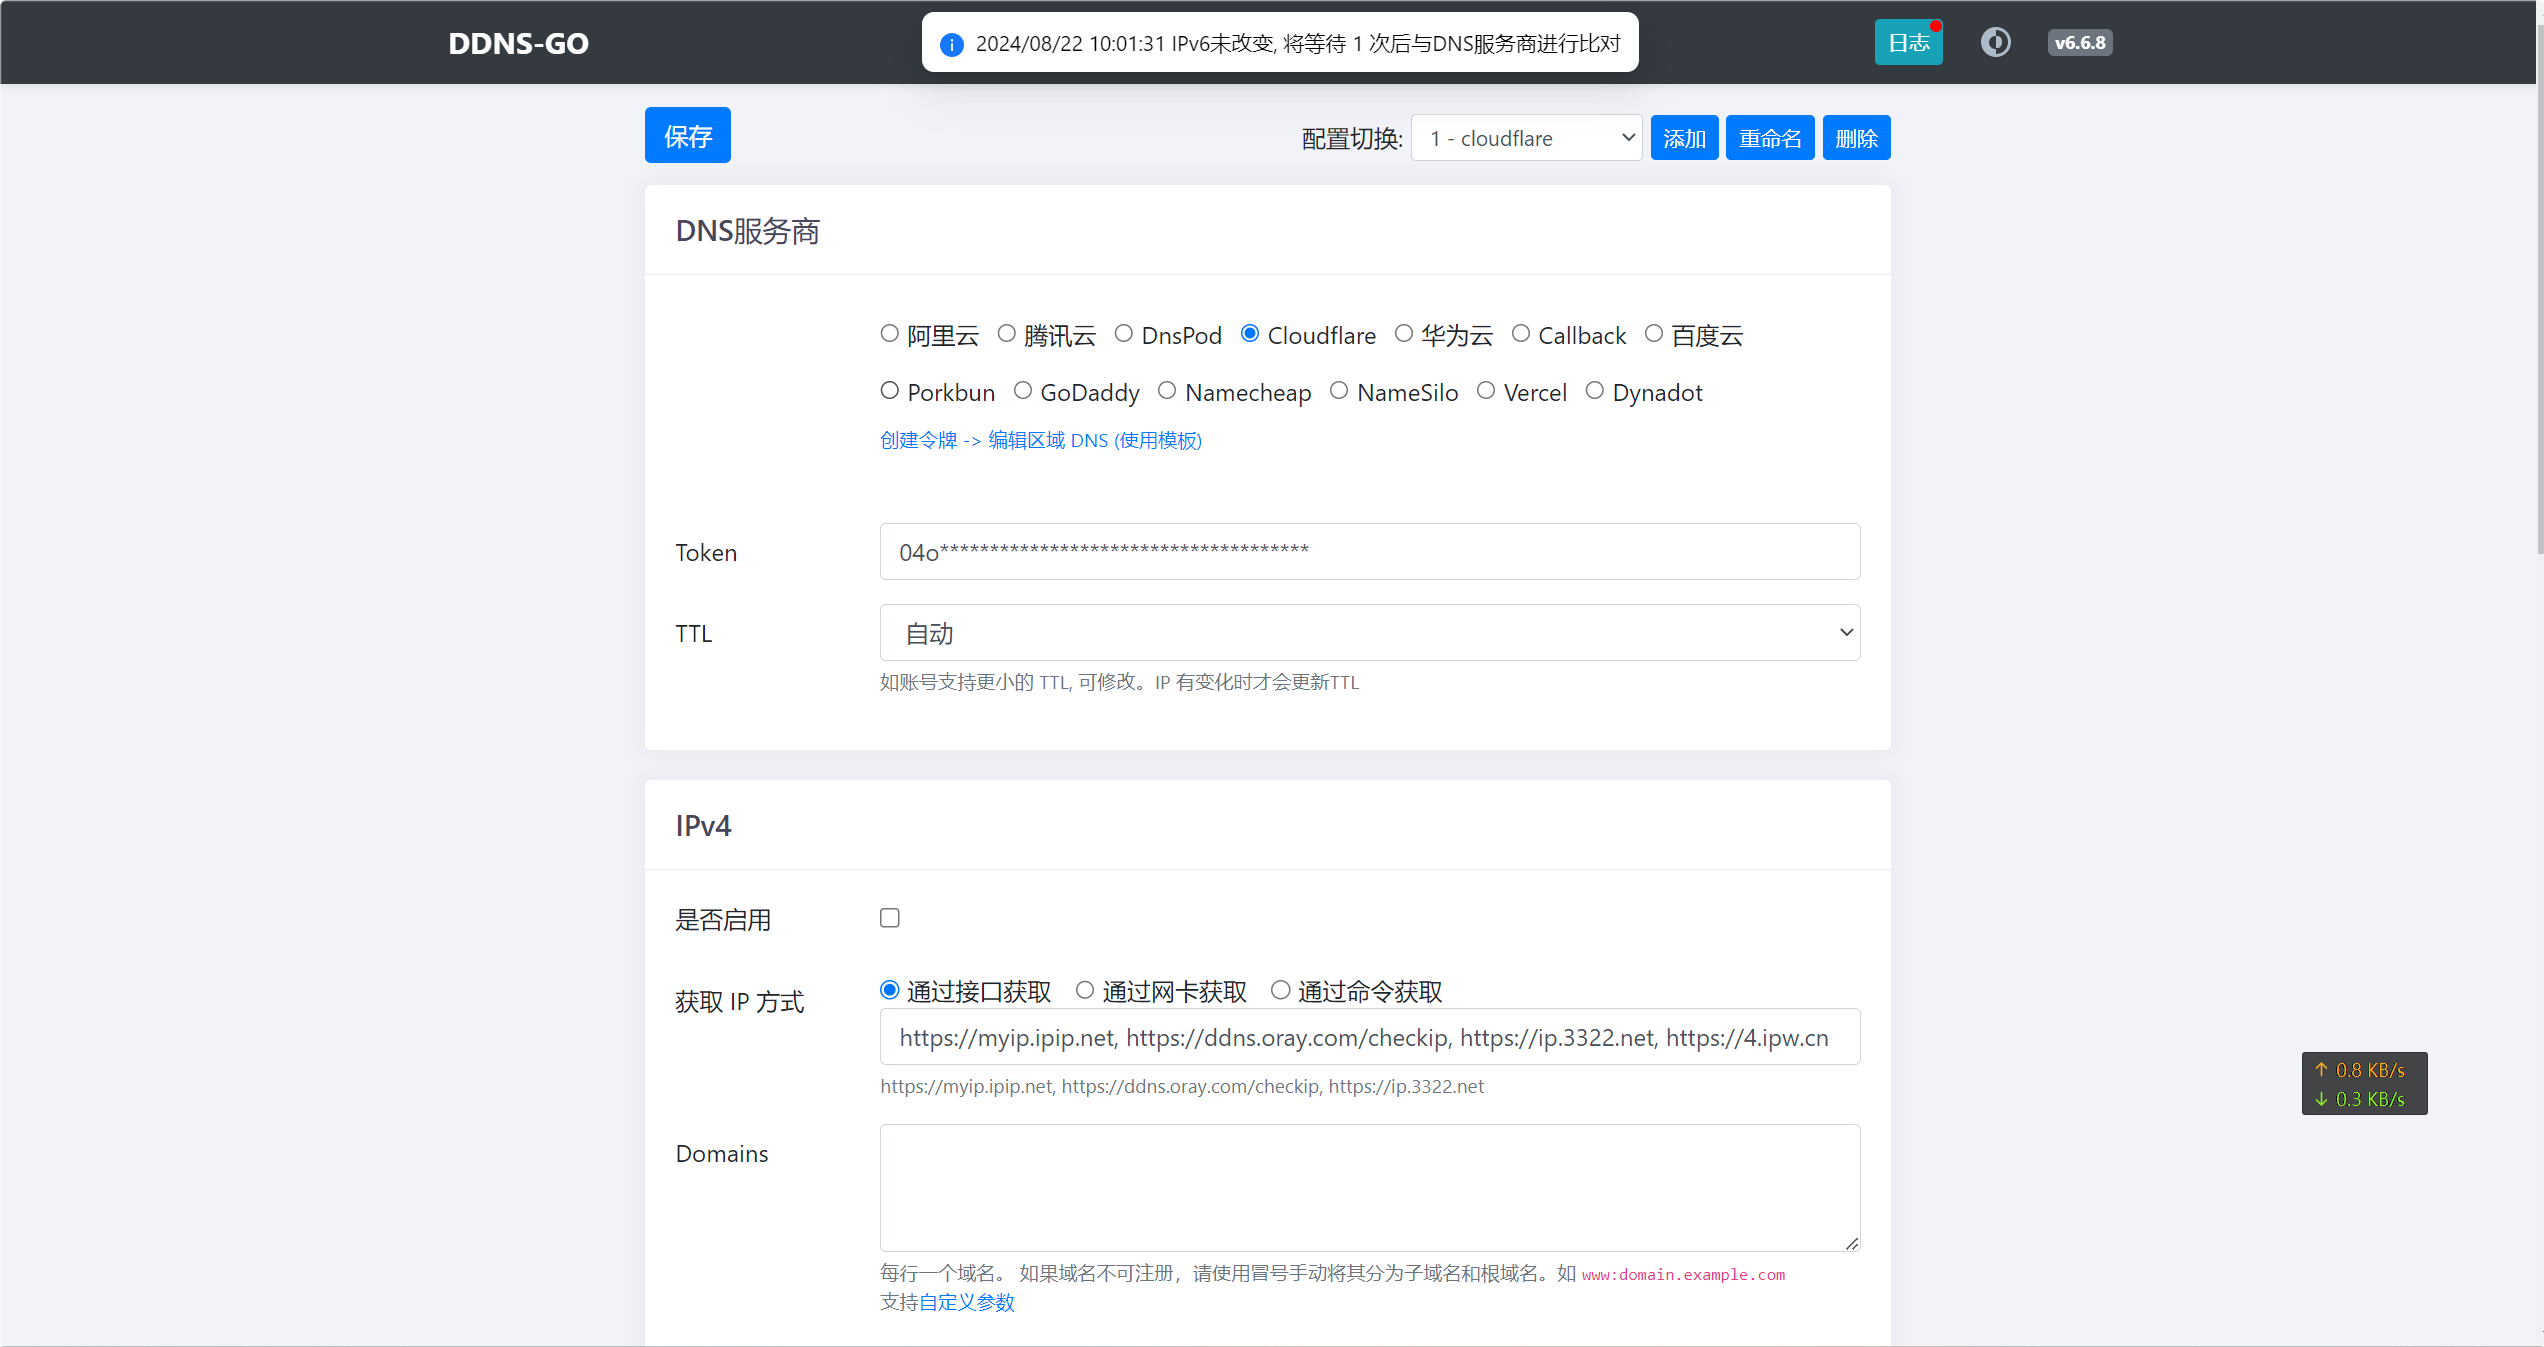 DDNS-GO
2024/08/22 10:01:31 IPv6未改变, 将等待 1 次后与DNS服务商进行比对
日志
v6.6.8
保存
配置切换: 1 - cloudflare 添加 重命名 删除
DNS服务商
阿里云 腾讯云 DnsPod Cloudflare 华为云 Callback 百度云
Porkbun GoDaddy Namecheap NameSilo Vercel Dynadot
创建令牌 -> 编辑区域 DNS (使用模板)
Token 04o*************************************
TTL 自动
如账号支持更小的 TTL, 可修改。IP 有变化时才会更新TTL
IPv4
是否启用
获取 IP 方式 通过接口获取 通过网卡获取 通过命令获取
https://myip.ipip.net, https://ddns.oray.com/checkip, https://ip.3322.net, https://4.ipw.cn
https://myip.ipip.net, https://ddns.oray.com/checkip, https://ip.3322.net
↑ 0.8 KB/s
↓ 0.3 KB/s
Domains
每行一个域名。 如果域名不可注册，请使用冒号手动将其分为子域名和根域名。如 www:domain.example.com
支持自定义参数